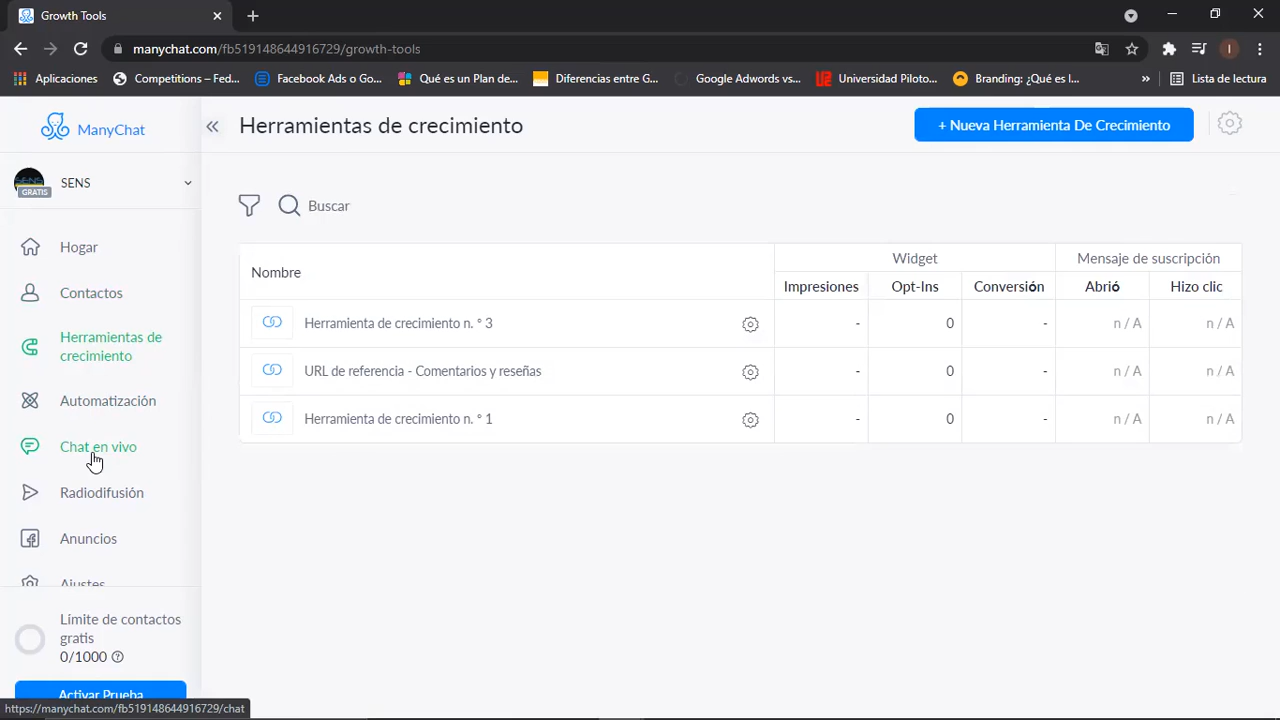 Growth Tools
manychat.com/fb519148644916729/growth-tools
I
Aplicaciones
Competitions – Fed...
Facebook Ads o Go...
Qué es un Plan de...
Diferencias entre G...
Google Adwords vs...
Universidad Piloto...
Branding: ¿Qué es l...
»
Lista de lectura
ManyChat
Herramientas de crecimiento
+ Nueva Herramienta De Crecimiento
SENS
GRATIS
SENS
Buscar
Hogar
Contactos
Herramientas de
crecimiento
Automatización
Chat en vivo
Radiodifusión
Anuncios
Ajustes
Nombre
Widget
Mensaje de suscripción
Impresiones
Opt-Ins
Conversión
Abrió
Hizo clic
Herramienta de crecimiento n. ° 3 - 0 - n / A n / A
URL de referencia - Comentarios y reseñas - 0 - n / A n / A
Herramienta de crecimiento n. ° 1 - 0 - n / A n / A
Límite de contactos
gratis
0/1000
Activar Prueba
https://manychat.com/fb519148644916729/chat